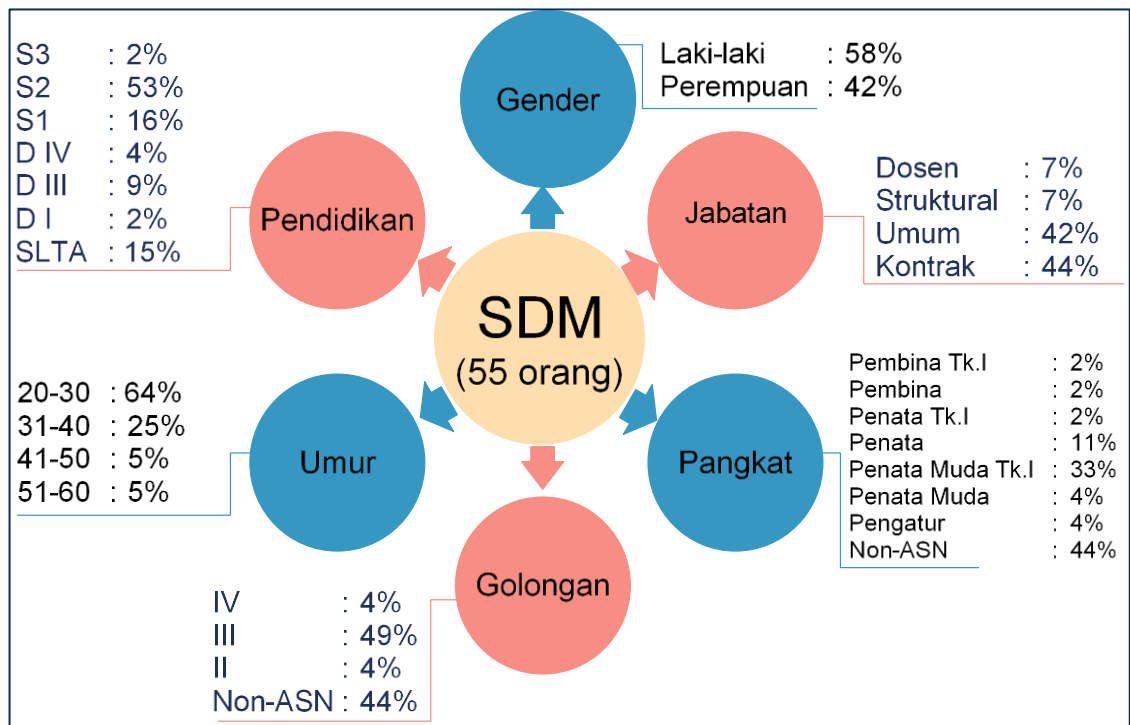 S3 : 2%
S2 : 53%
S1 : 16%
D IV : 4%
D III : 9%
D I : 2%
SLTA : 15%
Pendidikan
Gender
Laki-laki : 58%
Perempuan : 42%
Jabatan
Dosen : 7%
Struktural : 7%
Umum : 42%
Kontrak : 44%
SDM
(55 orang)
20-30 : 64%
31-40 : 25%
41-50 : 5%
51-60 : 5%
Umur
Pangkat
Pembina Tk.I : 2%
Pembina : 2%
Penata Tk.I : 2%
Penata : 11%
Penata Muda Tk.I : 33%
Penata Muda : 4%
Pengatur : 4%
Non-ASN : 44%
Golongan
IV : 4%
III : 49%
II : 4%
Non-ASN : 44%